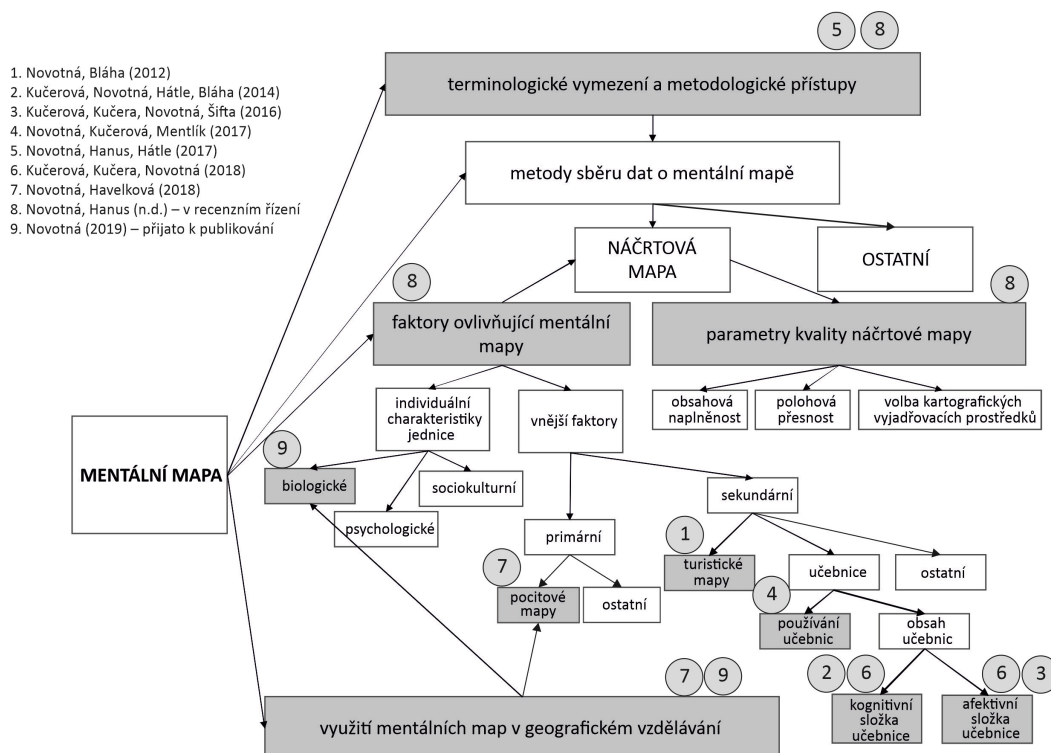 5 8
terminologické vymezení a metodologické přístupy
1. Novotná, Bláha (2012)
2. Kučerová, Novotná, Hátle, Bláha (2014)
3. Kučerová, Kučera, Novotná, Šifta (2016)
4. Novotná, Kučerová, Mentlík (2017)
5. Novotná, Hanus, Hátle (2017)
6. Kučerová, Kučera, Novotná (2018)
7. Novotná, Havelková (2018)
8. Novotná, Hanus (n.d.) – v recenzním řízení
9. Novotná (2019) – přijato k publikování
metody sběru dat o mentální mapě
NÁČRTOVÁ
MAPA
OSTATNÍ
8
faktory ovlivňující mentální
mapy
8
parametry kvality náčrtové mapy
individuální
charakteristiky
jednice
vnější faktory
obsahová
naplněnost
polohová
přesnost
volba kartografických
vyjadřovacích prostředků
MENTÁLNÍ MAPA
9
biologické
sociokulturní
psychologické
primární
sekundární
7
pocitové
mapy
ostatní
1
turistické
mapy
učebnice
ostatní
4
používání
učebnic
obsah
učebnic
2 6
kognitivní
složka
učebnice
6 3
afektivní
složka
učebnice
7 9
využití mentálních map v geografickém vzdělávání